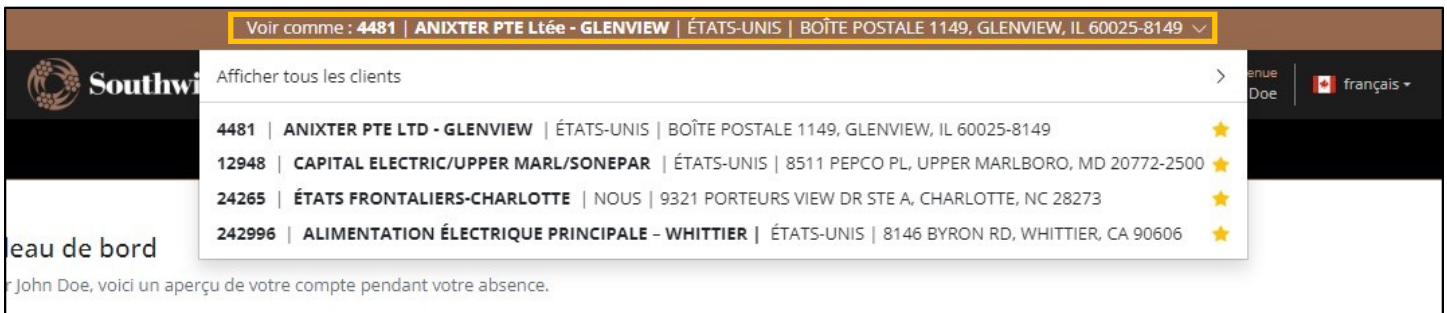 Voir comme : 4481 | ANIXTER PTE Ltée - GLENVIEW | ÉTATS-UNIS | BOÎTE POSTALE 1149, GLENVIEW, IL 60025-8149
Southwi
Afficher tous les clients
enue
Doe
français
4481 | ANIXTER PTE LTD - GLENVIEW | ÉTATS-UNIS | BOÎTE POSTALE 1149, GLENVIEW, IL 60025-8149
12948 | CAPITAL ELECTRIC/UPPER MARL/SONEPAR | ÉTATS-UNIS | 8511 PEPCO PL, UPPER MARLBORO, MD 20772-2500
24265 | ÉTATS FRONTALIERS-CHARLOTTE | NOUS | 9321 PORTEURS VIEW DR STE A, CHARLOTTE, NC 28273
242996 | ALIMENTATION ÉLECTRIQUE PRINCIPALE – WHITTIER | ÉTATS-UNIS | 8146 BYRON RD, WHITTIER, CA 90606
leau de bord
r John Doe, voici un aperçu de votre compte pendant votre absence.